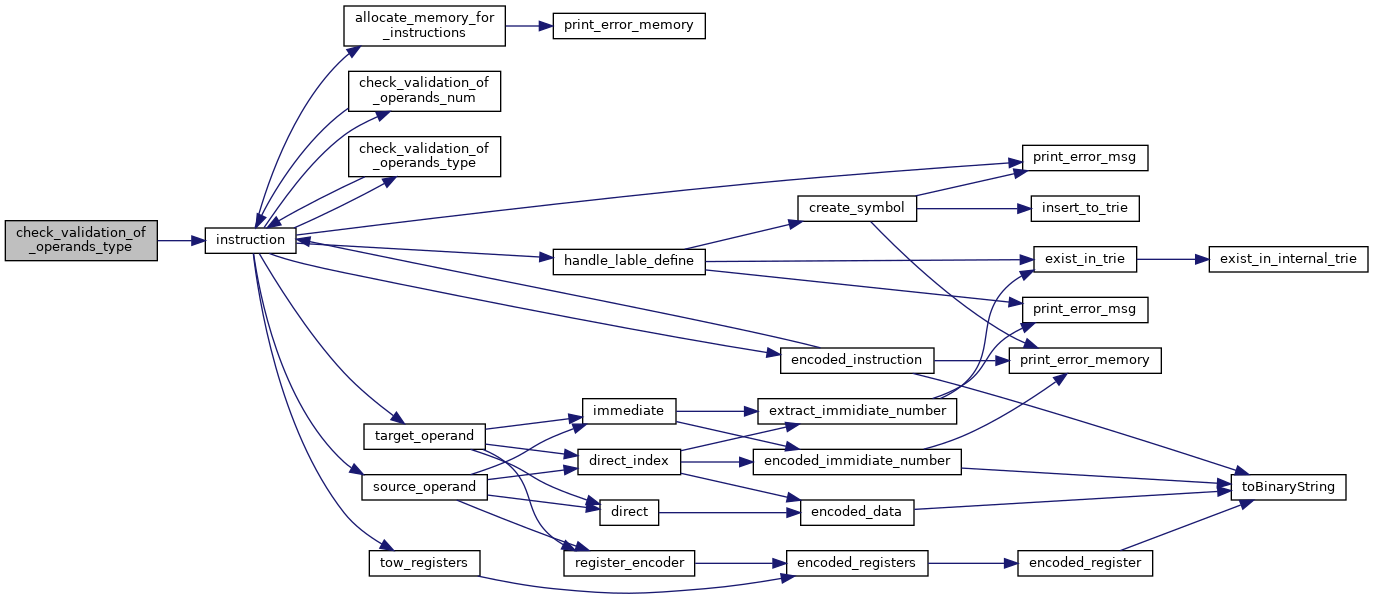 allocate_memory_for
_instructions
print_error_memory
check_validation_of
_operands_num
check_validation_of
_operands_type
print_error_msg
create_symbol
insert_to_trie
check_validation_of
_operands_type
instruction
handle_lable_define
exist_in_trie
exist_in_internal_trie
print_error_msg
encoded_instruction
print_error_memory
immediate
extract_immidiate_number
target_operand
direct_index
encoded_immidiate_number
source_operand
toBinaryString
direct
encoded_data
tow_registers
register_encoder
encoded_registers
encoded_register